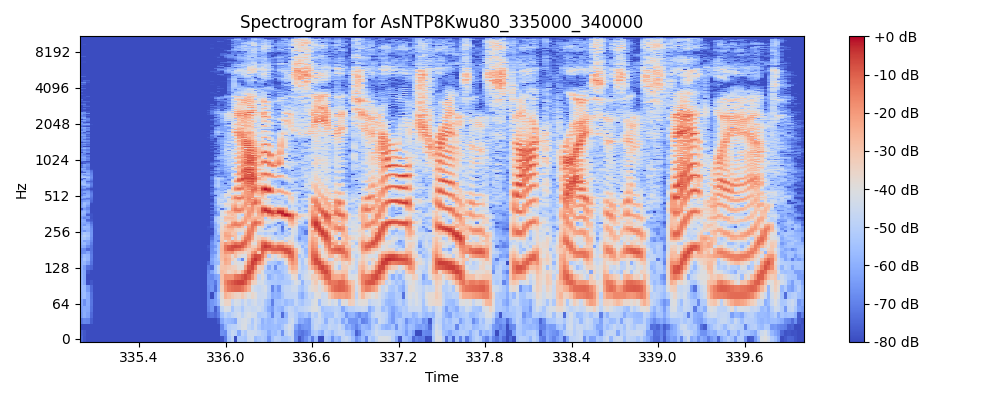 Spectrogram for AsNTP8Kwu80_335000_340000
8192
4096
2048
1024
512
256
128
64
0
Hz
335.4 336.0 336.6 337.2 337.8 338.4 339.0 339.6
Time
+0 dB
-10 dB
-20 dB
-30 dB
-40 dB
-50 dB
-60 dB
-70 dB
-80 dB